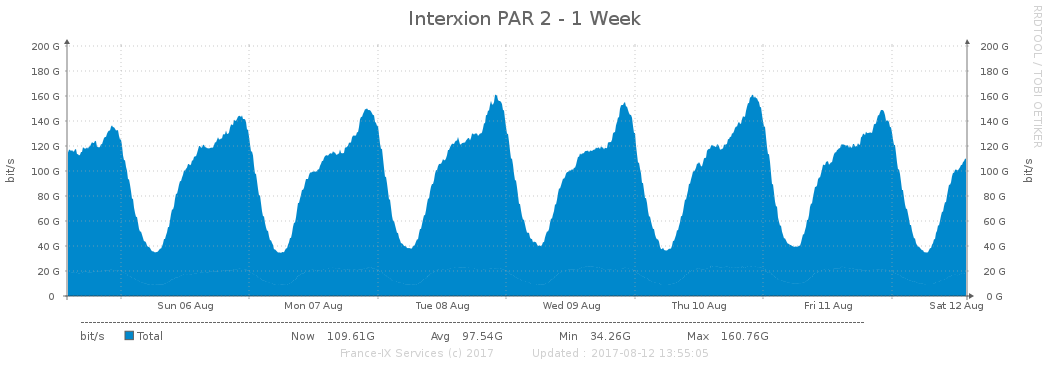 Interxion PAR 2 - 1 Week
RRDTOOL / TOBI OETIKER
200 G 200 G
180 G 180 G
160 G 160 G
140 G 140 G
120 G 120 G
100 G 100 G
80 G 80 G
60 G 60 G
40 G 40 G
20 G 20 G
0 0 G
bit/s bit/s
Sun 06 Aug Mon 07 Aug Tue 08 Aug Wed 09 Aug Thu 10 Aug Fri 11 Aug Sat 12 Aug
bit/s Total Now 109.61G Avg 97.54G Min 34.26G Max 160.76G
France-IX Services (c) 2017 Updated : 2017-08-12 13:55:05